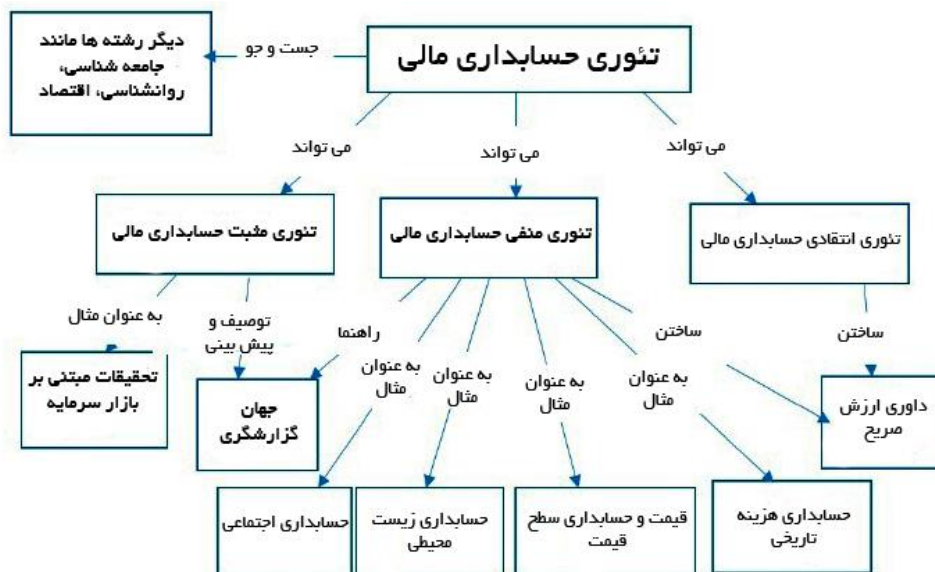 تئوری حسابداری مالی
جست و جو
دیگر رشته ها مانند
جامعه شناسی،
روانشناسی، اقتصاد
می تواند
می تواند
می تواند
تئوری انتقادی حسابداری مالی
تئوری منفی حسابداری مالی
تئوری مثبت حسابداری مالی
ساختن
ساختن
راهنما
توصیف و
پیش بینی
به عنوان مثال
به عنوان
مثال
به عنوان
مثال
به عنوان
مثال
به عنوان
مثال
داوری ارزش
صریح
جهان
گزارشگری
تحقیقات مبتنی بر
بازار سرمایه
حسابداری هزینه
تاریخی
قیمت و حسابداری سطح
قیمت
حسابداری زیست
محیطی
حسابداری اجتماعی